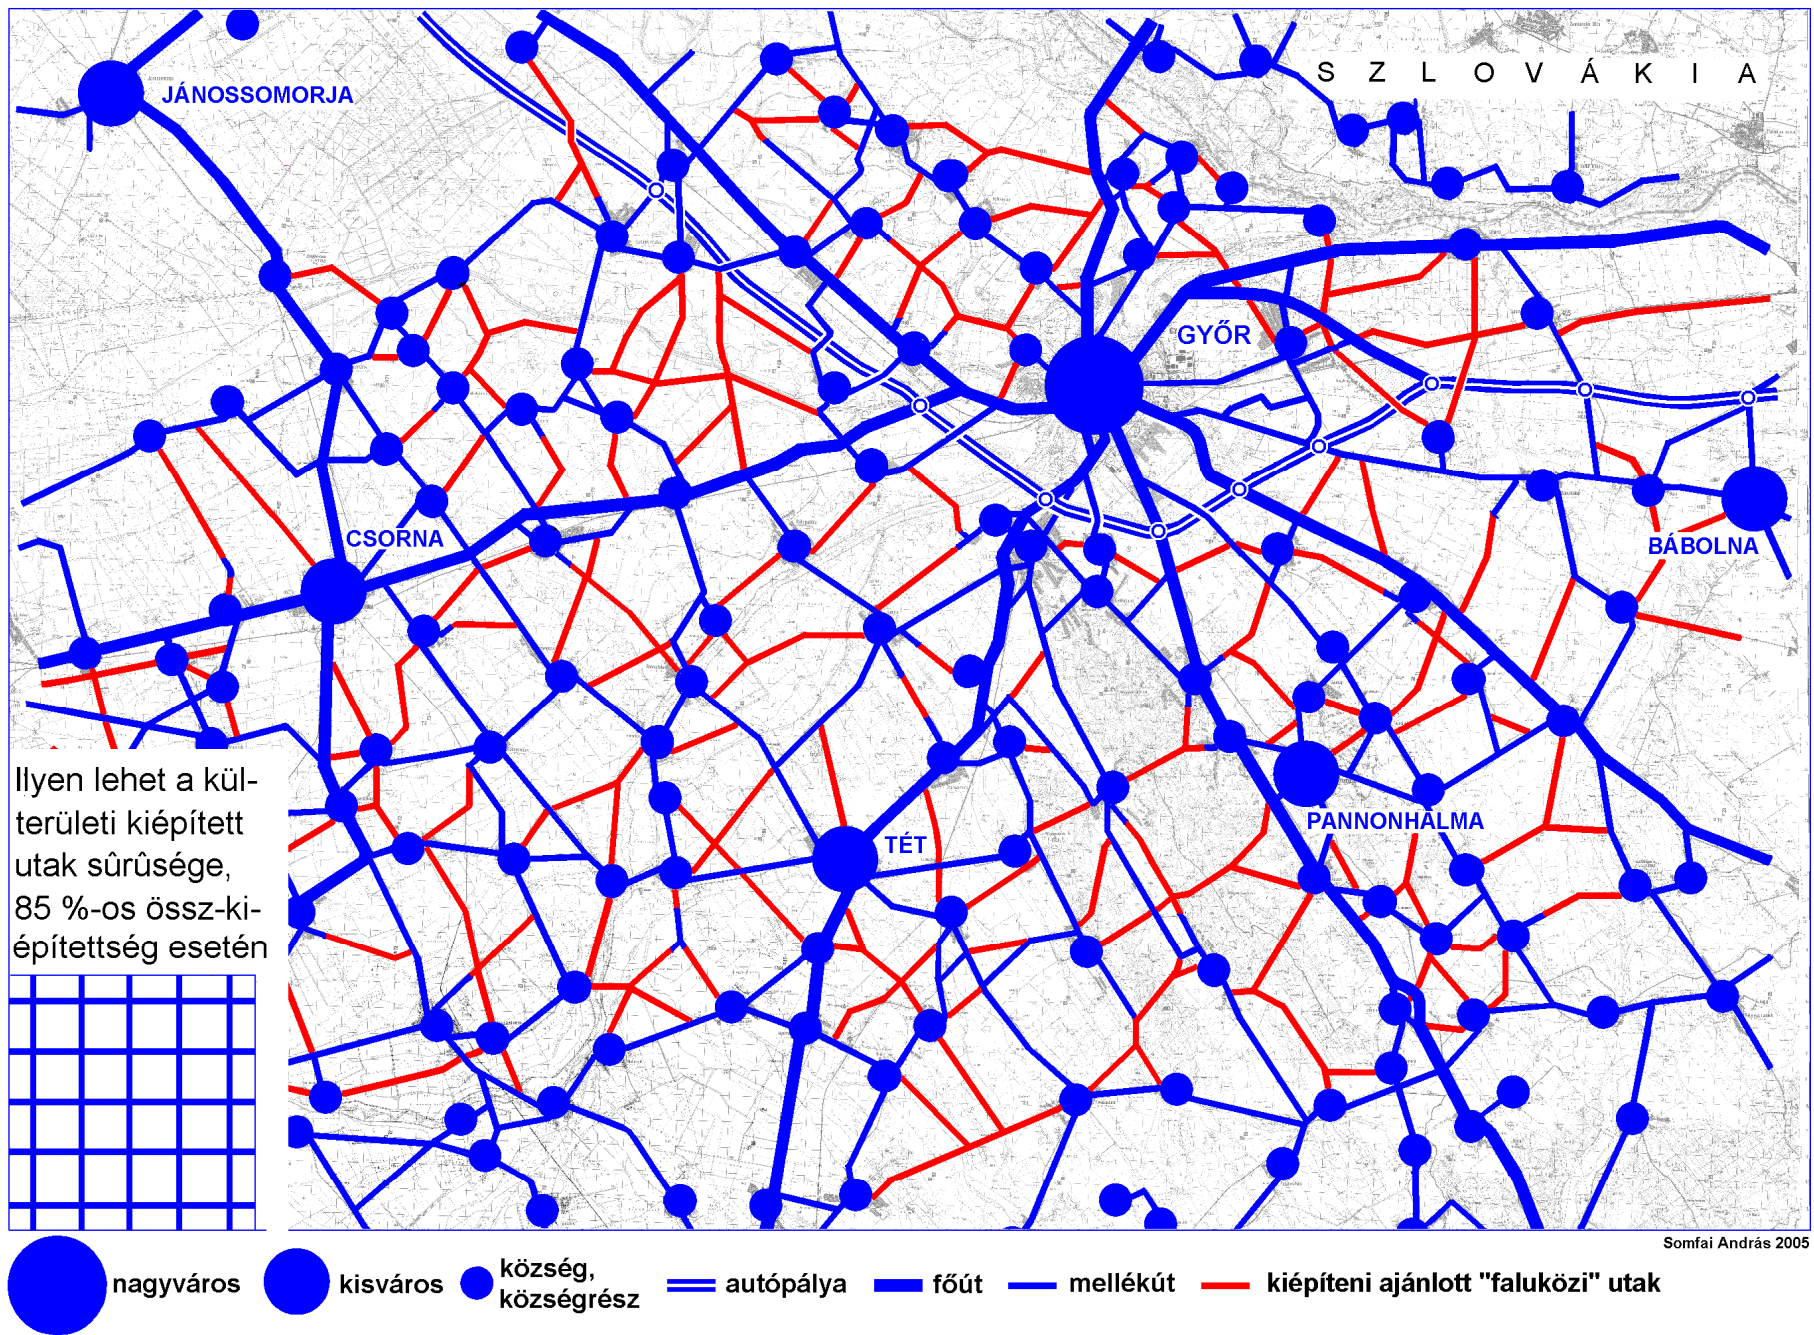 S Z L O V Á K I A
JÁNOSSOMORJA
GYŐR
CSORNA
BÁBOLNA
PANNONHALMA
TÉT
Ilyen lehet a kül-
területi kiépített
utak sûrûsége,
85 %-os össz-ki-
építettség esetén
Somfai András 2005
nagyváros
kisváros
község,
községrész
autópálya
főút
mellékút
kiépíteni ajánlott "faluközi" utak